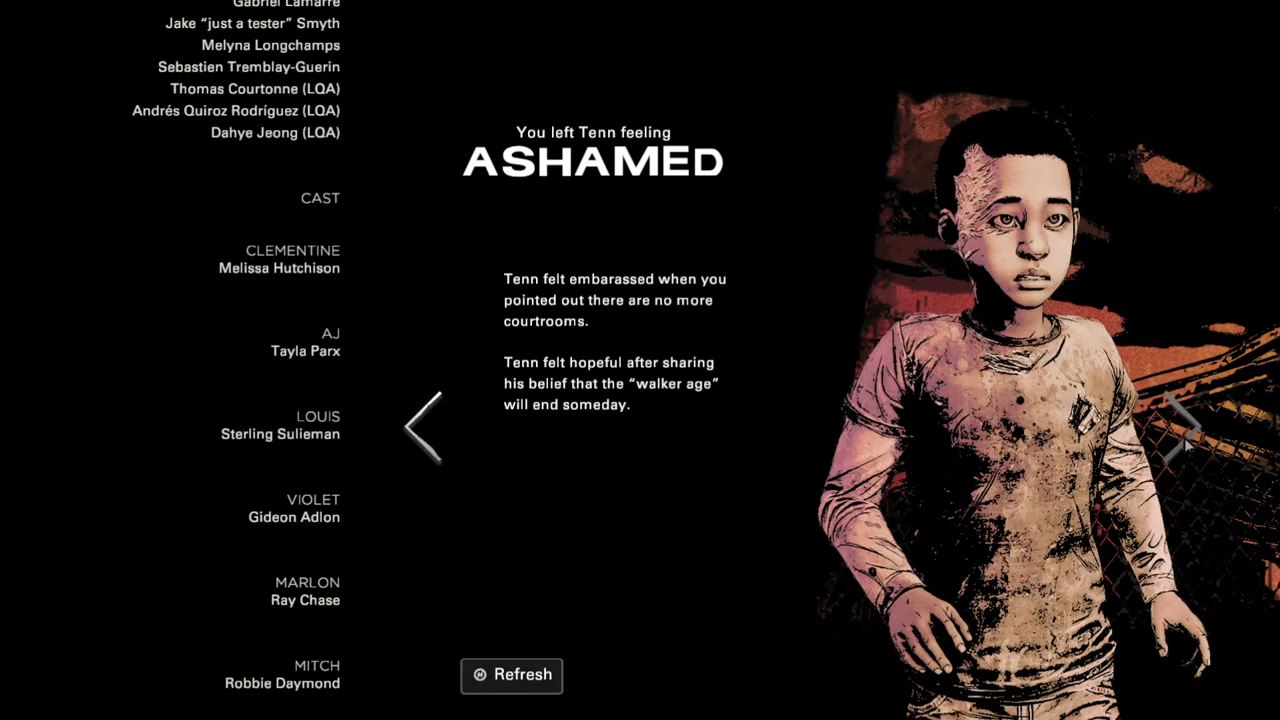 Gabriel Lamarre
Jake “just a tester” Smyth
Melyna Longchamps
Sebastien Tremblay-Guerin
Thomas Courtonne (LQA)
Andrés Quiroz Rodríguez (LQA)
Dahye Jeong (LQA)
CAST
CLEMENTINE
Melissa Hutchison
AJ
Tayla Parx
LOUIS
Sterling Sulieman
VIOLET
Gideon Adlon
MARLON
Ray Chase
MITCH
Robbie Daymond
You left Tenn feeling
ASHAMED
Tenn felt embarassed when you
pointed out there are no more
courtrooms.
Tenn felt hopeful after sharing
his belief that the “walker age”
will end someday.
Refresh